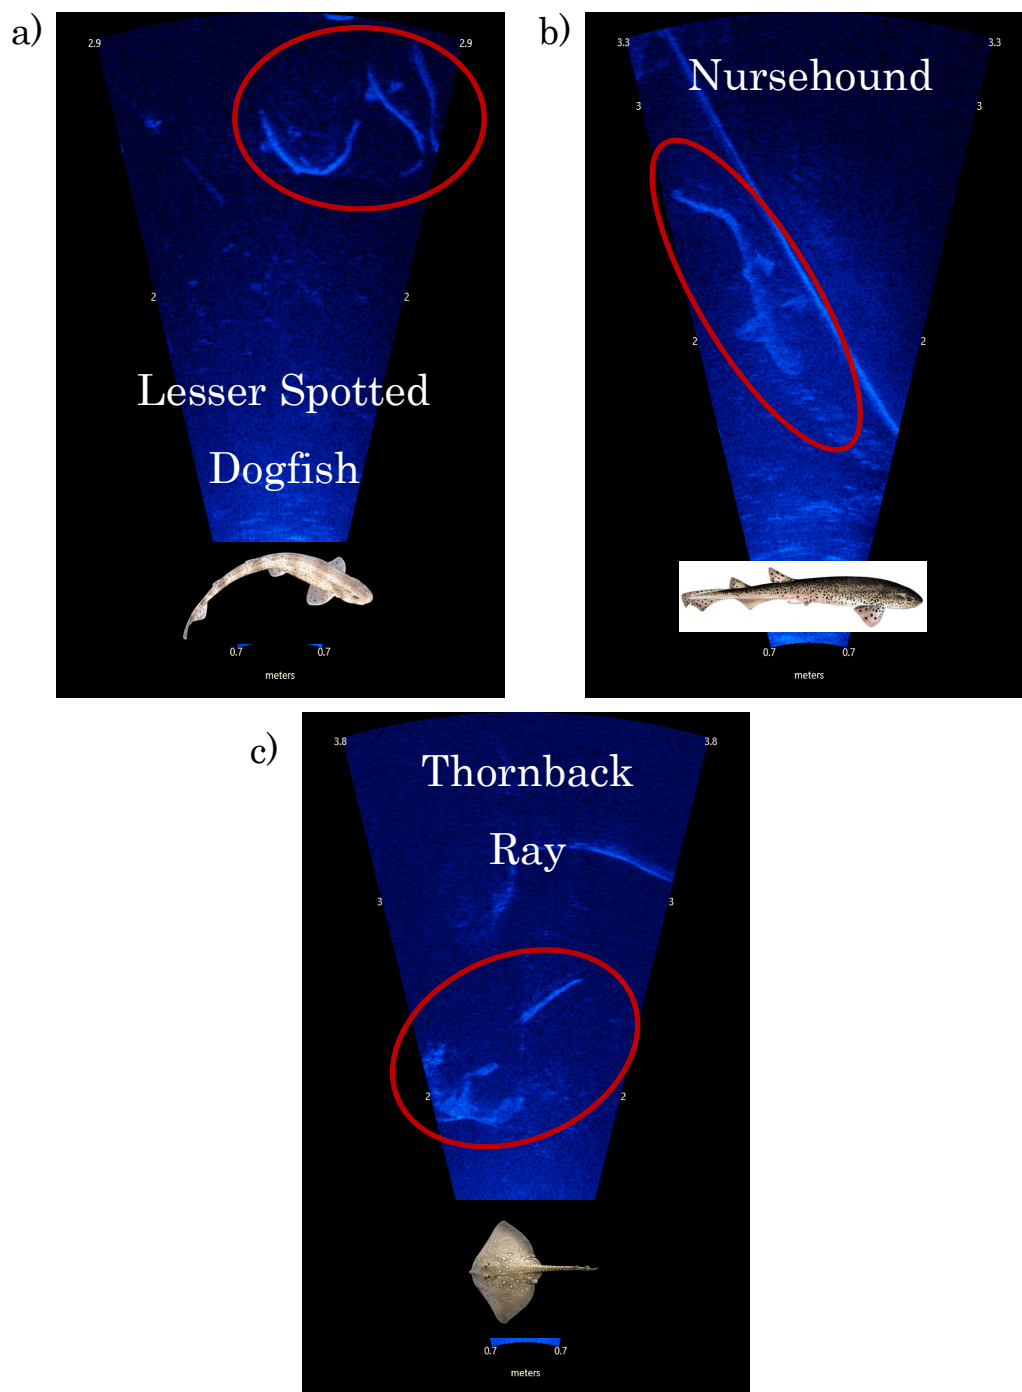 a)
2.9 2.9
2 2
Lesser Spotted
Dogfish
0.7 0.7
meters
b)
3.3 3.3
Nursehound
3 3
2 2
0.7 0.7
meters
c)
3.8 3.8
Thornback
Ray
3 3
2 2
0.7 0.7
meters